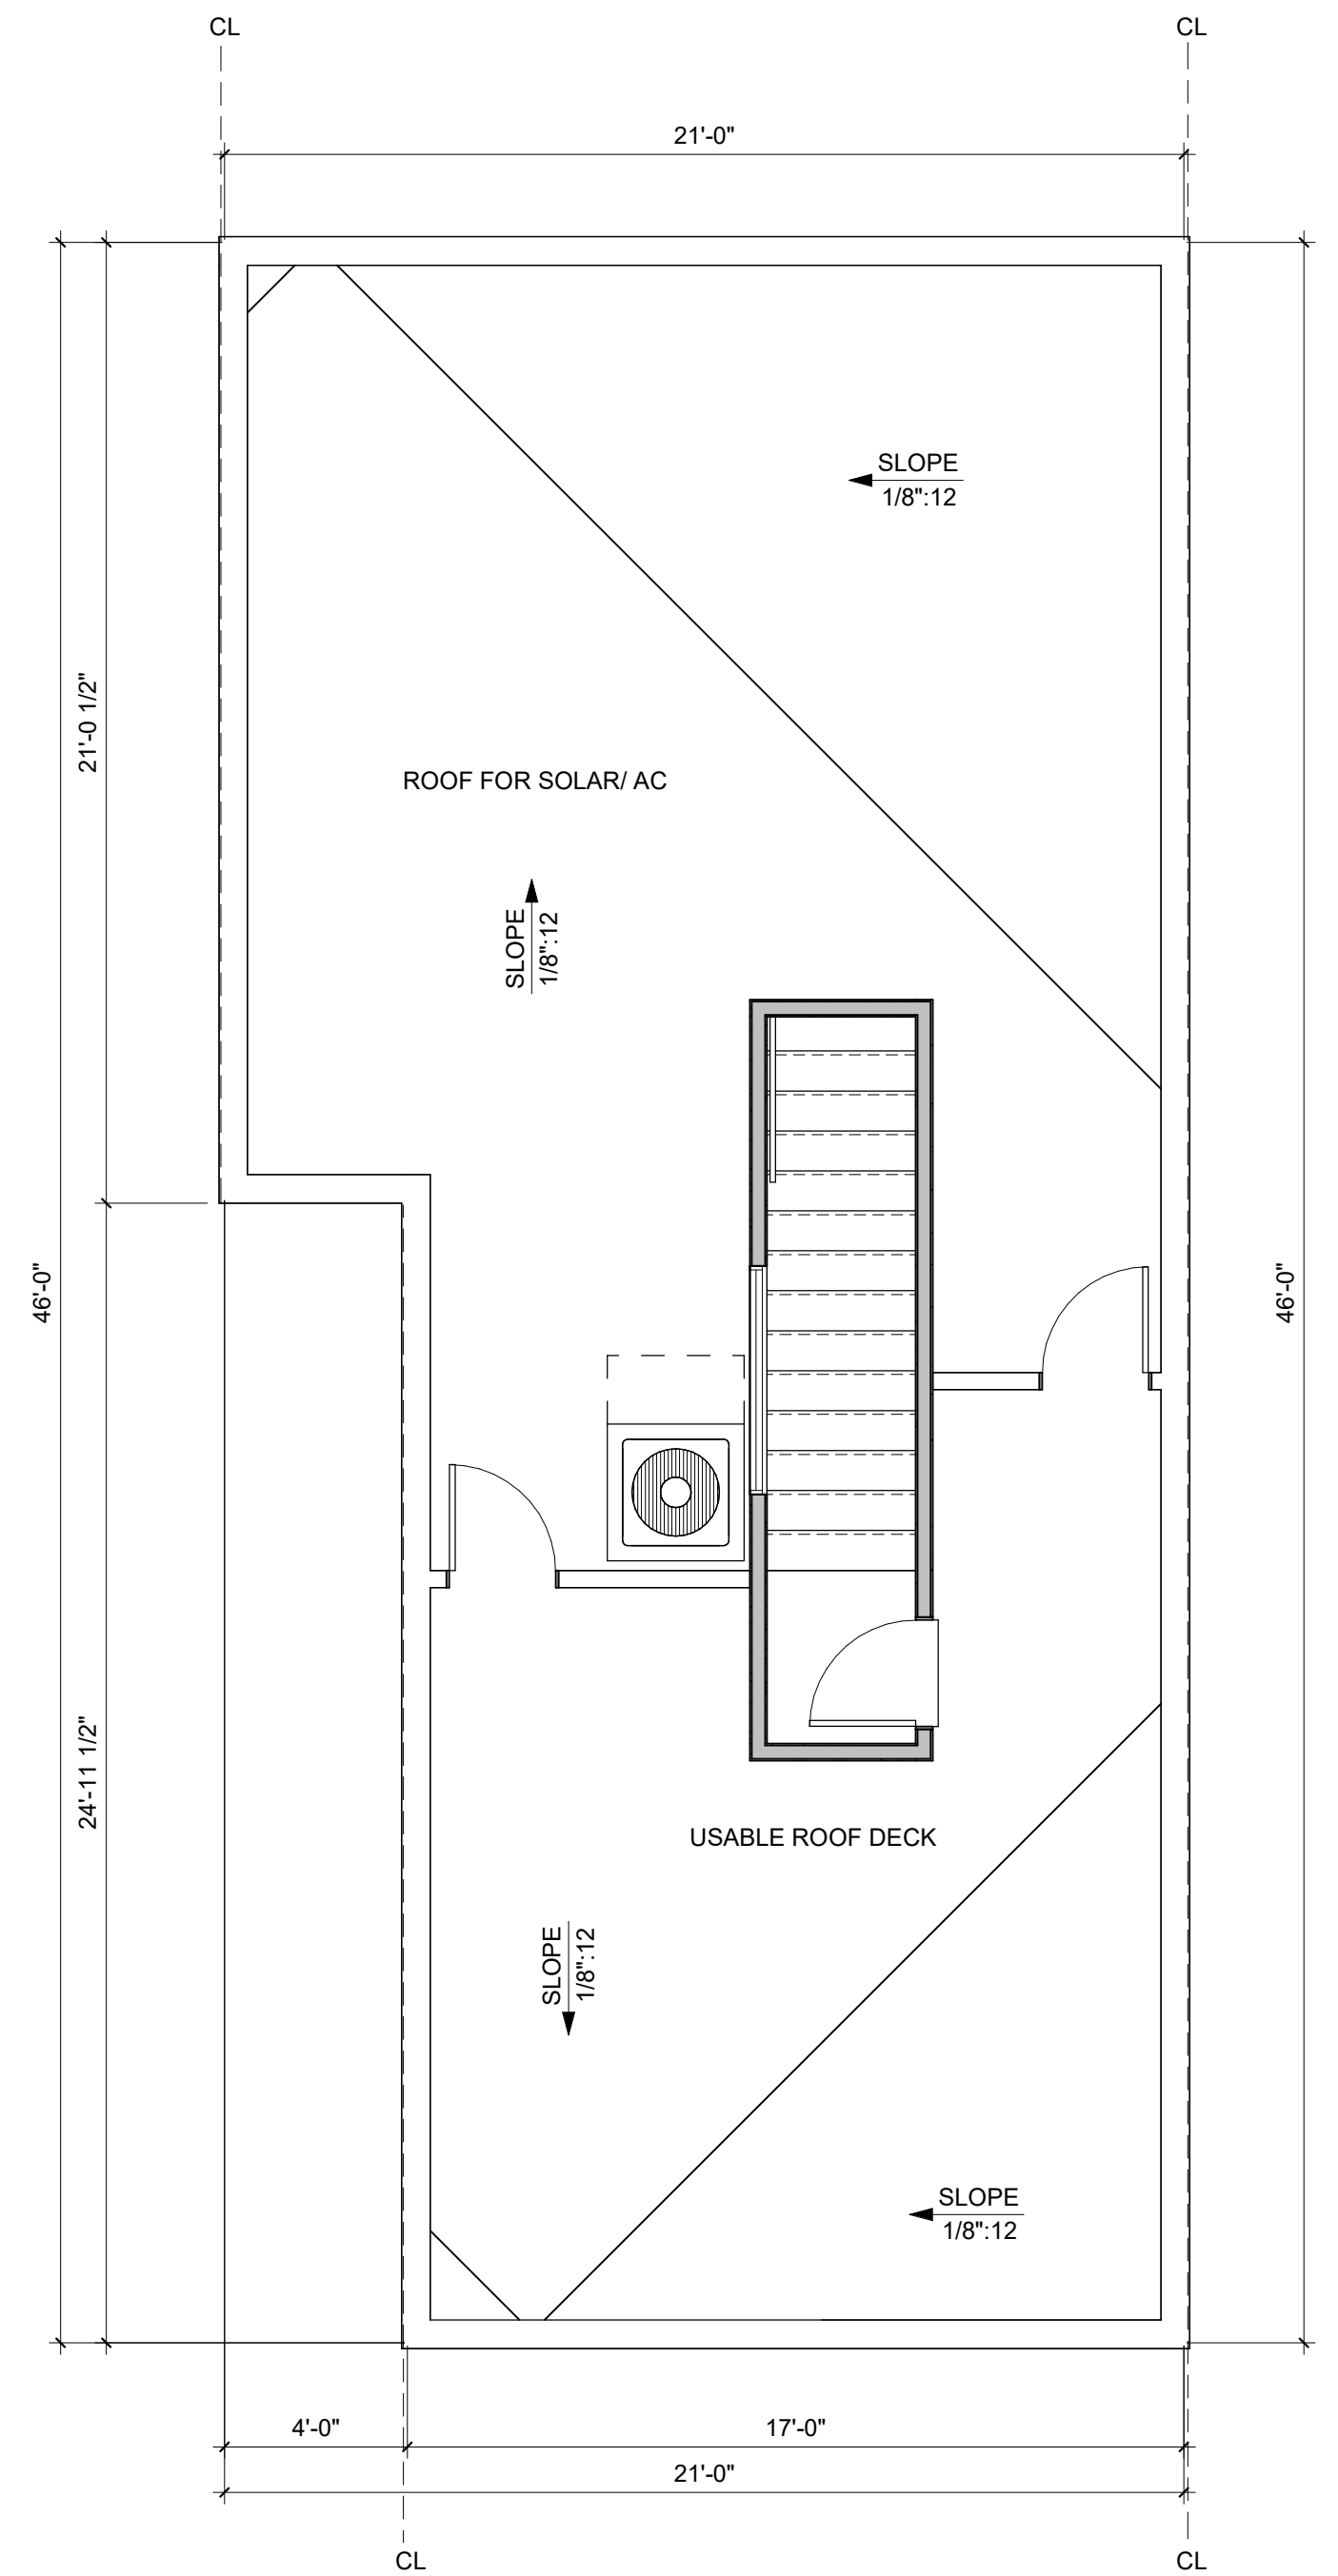 CL
CL
21'-0"
SLOPE
1/8":12
21'-0 1/2"
ROOF FOR SOLAR/ AC
SLOPE
1/8":12
46'-0"
46'-0"
24'-11 1/2"
USABLE ROOF DECK
SLOPE
1/8":12
SLOPE
1/8":12
4'-0"
17'-0"
21'-0"
CL
CL